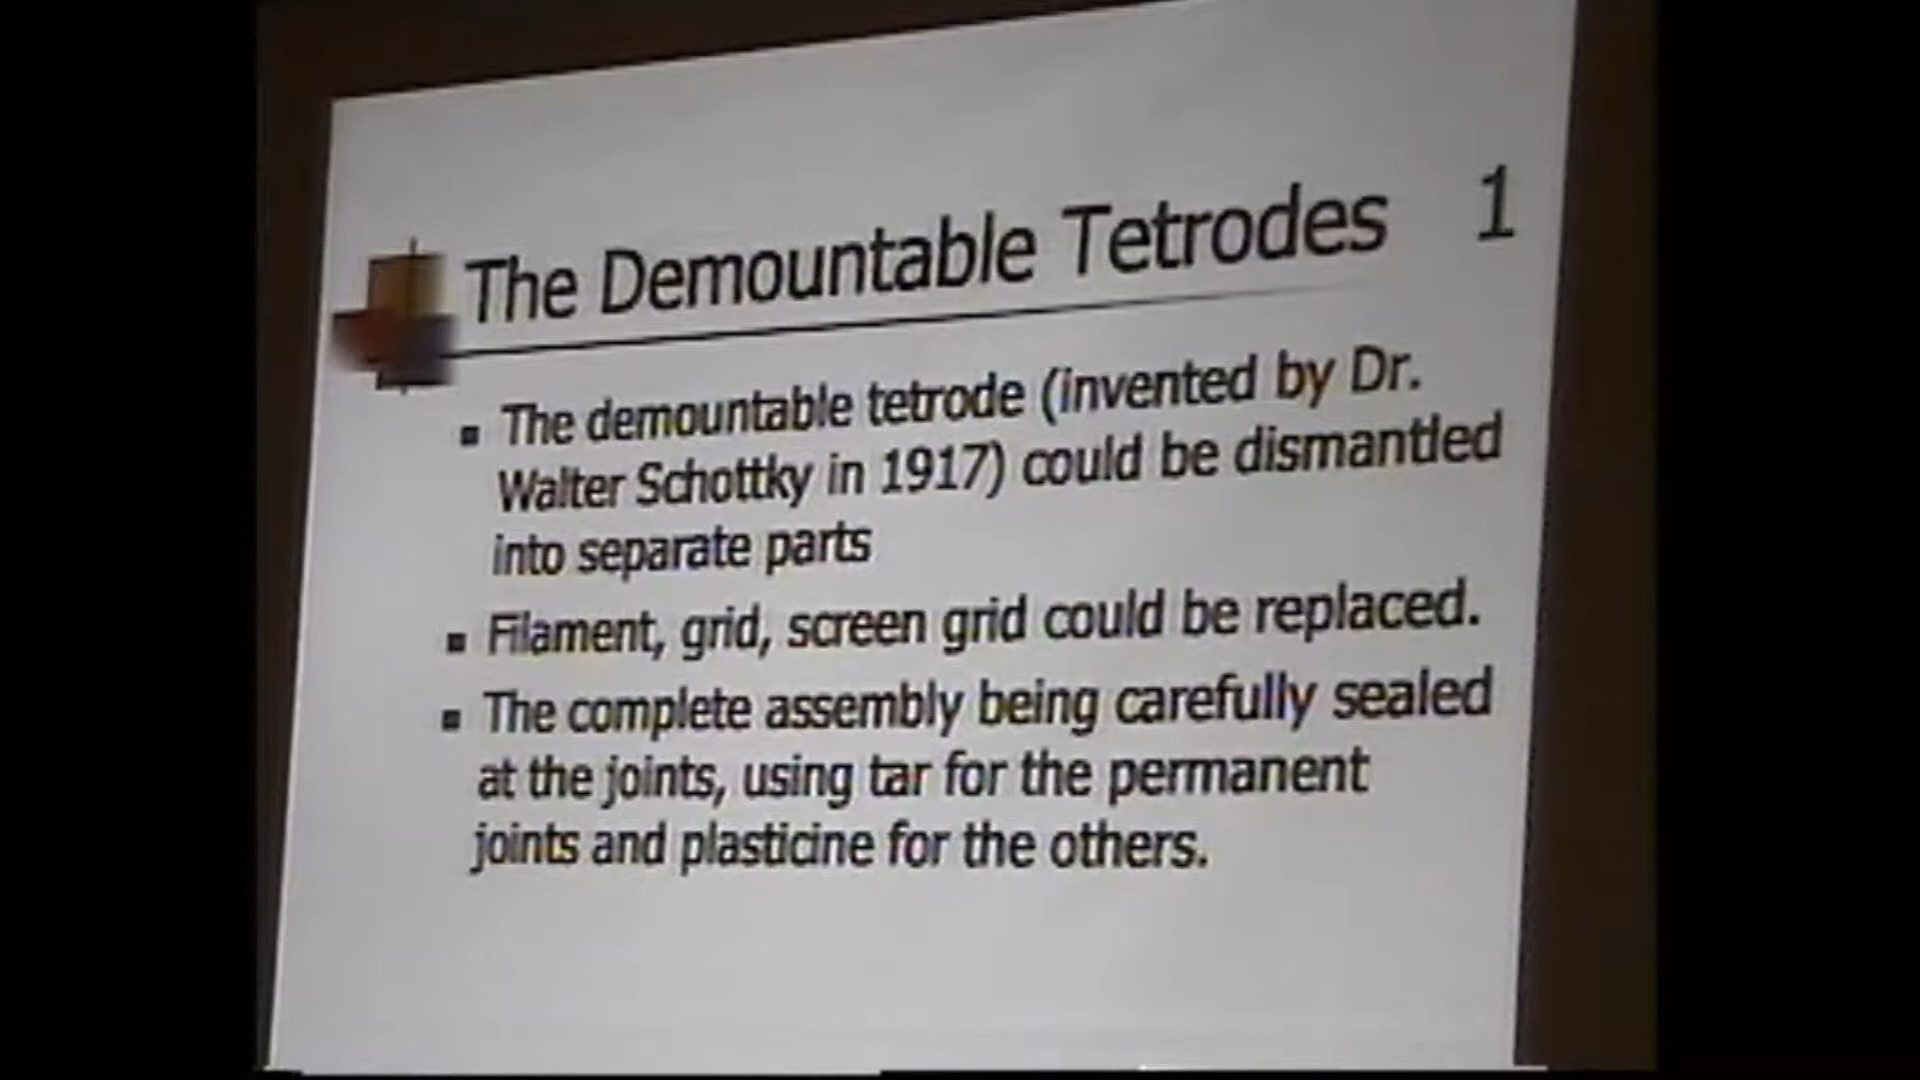 The Demountable Tetrodes 1
The demountable tetrode (invented by Dr.
Walter Schottky in 1917) could be dismantled
into separate parts
Filament, grid, screen grid could be replaced.
The complete assembly being carefully sealed
at the joints, using tar for the permanent
joints and plasticine for the others.